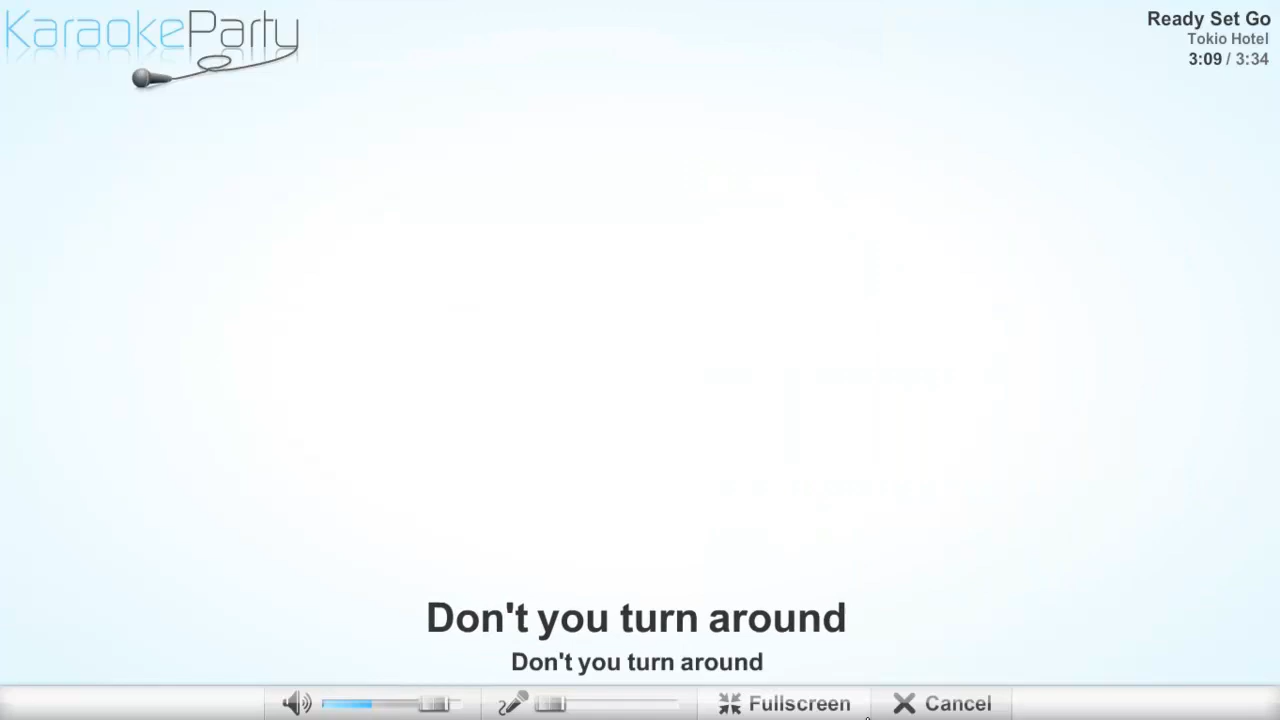 KaraokeParty
Ready Set Go
Tokio Hotel
3:09 / 3:34
Don't you turn around
Don't you turn around
Fullscreen
Cancel